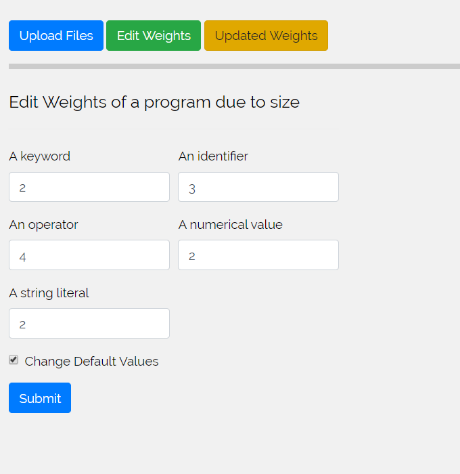 Upload Files Edit Weights Updated Weights
Edit Weights of a program due to size
A keyword An identifier
2 3
An operator A numerical value
4 2
A string literal
2
Change Default Values
Submit